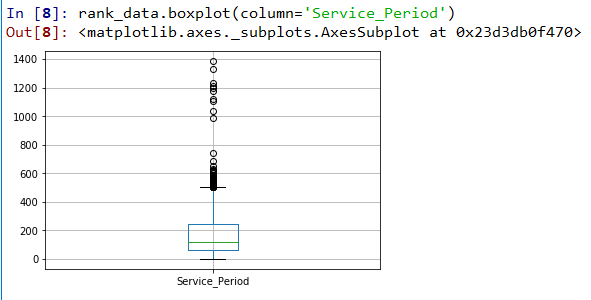 In [8]: rank_data.boxplot(column='Service_Period')
Out[8]: <matplotlib.axes._subplots.AxesSubplot at 0x23d3db0f470>
1400
1200
1000
800
600
400
200
0
Service_Period